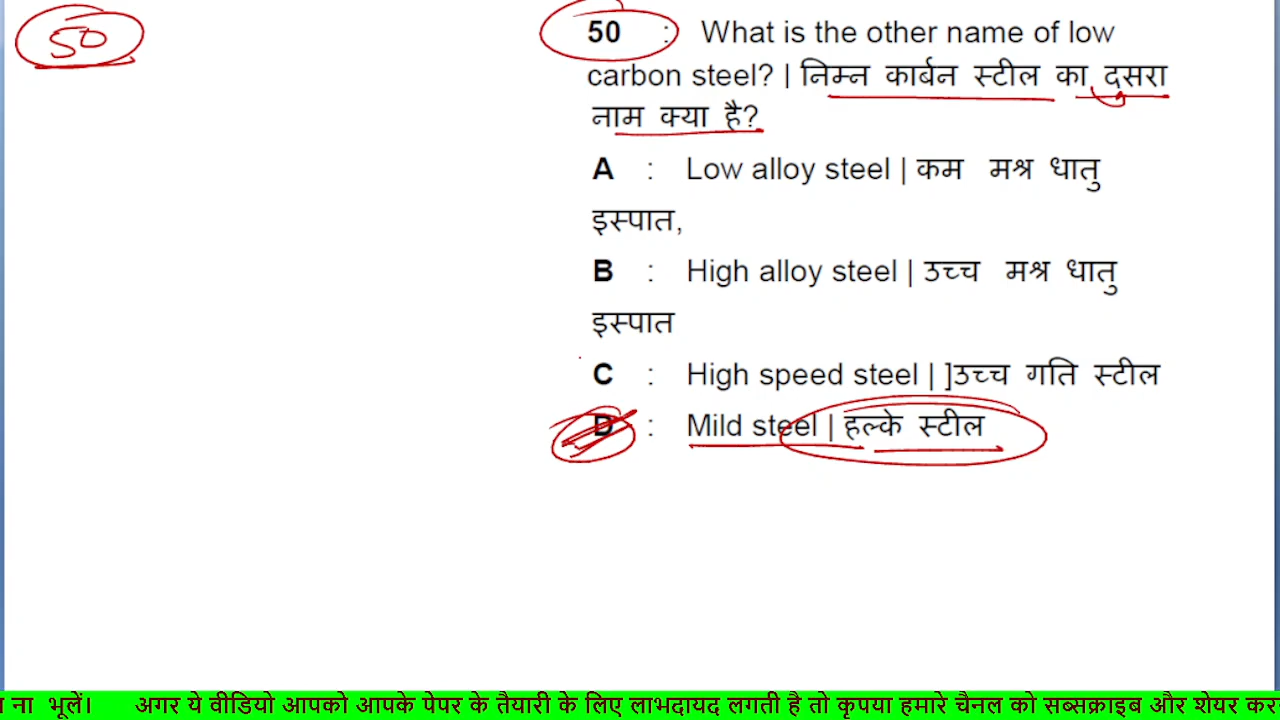 50
50 : What is the other name of low
carbon steel? | निम्न कार्बन स्टील का दुसरा
नाम क्या है?
A : Low alloy steel | कम मश्र धातु
इस्पात,
B : High alloy steel | उच्च मश्र धातु
इस्पात
C : High speed steel | ]उच्च गति स्टील
D : Mild steel | हल्के स्टील
ना भूलें। अगर ये वीडियो आपको आपके पेपर के तैयारी के लिए लाभदायद लगती है तो कृपया हमारे चैनल को सब्सक्राइब और शेयर कर